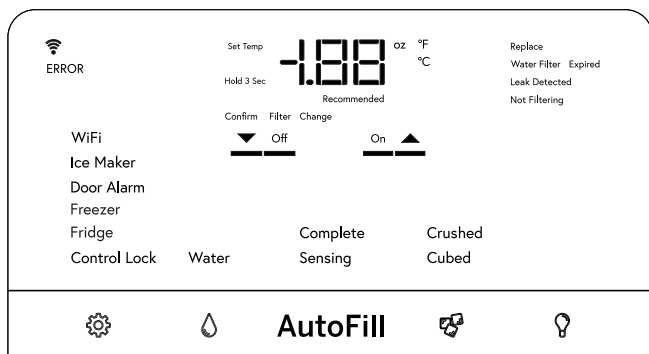 Set Temp -1.88 oz °F
°C
ERROR
Hold 3 Sec
Recommended
Replace
Water Filter Expired
Leak Detected
Not Filtering
Confirm Filter Change
Off On
WiFi
Ice Maker
Door Alarm
Freezer
Fridge
Control Lock
Water
Complete
Sensing
Crushed
Cubed
AutoFill